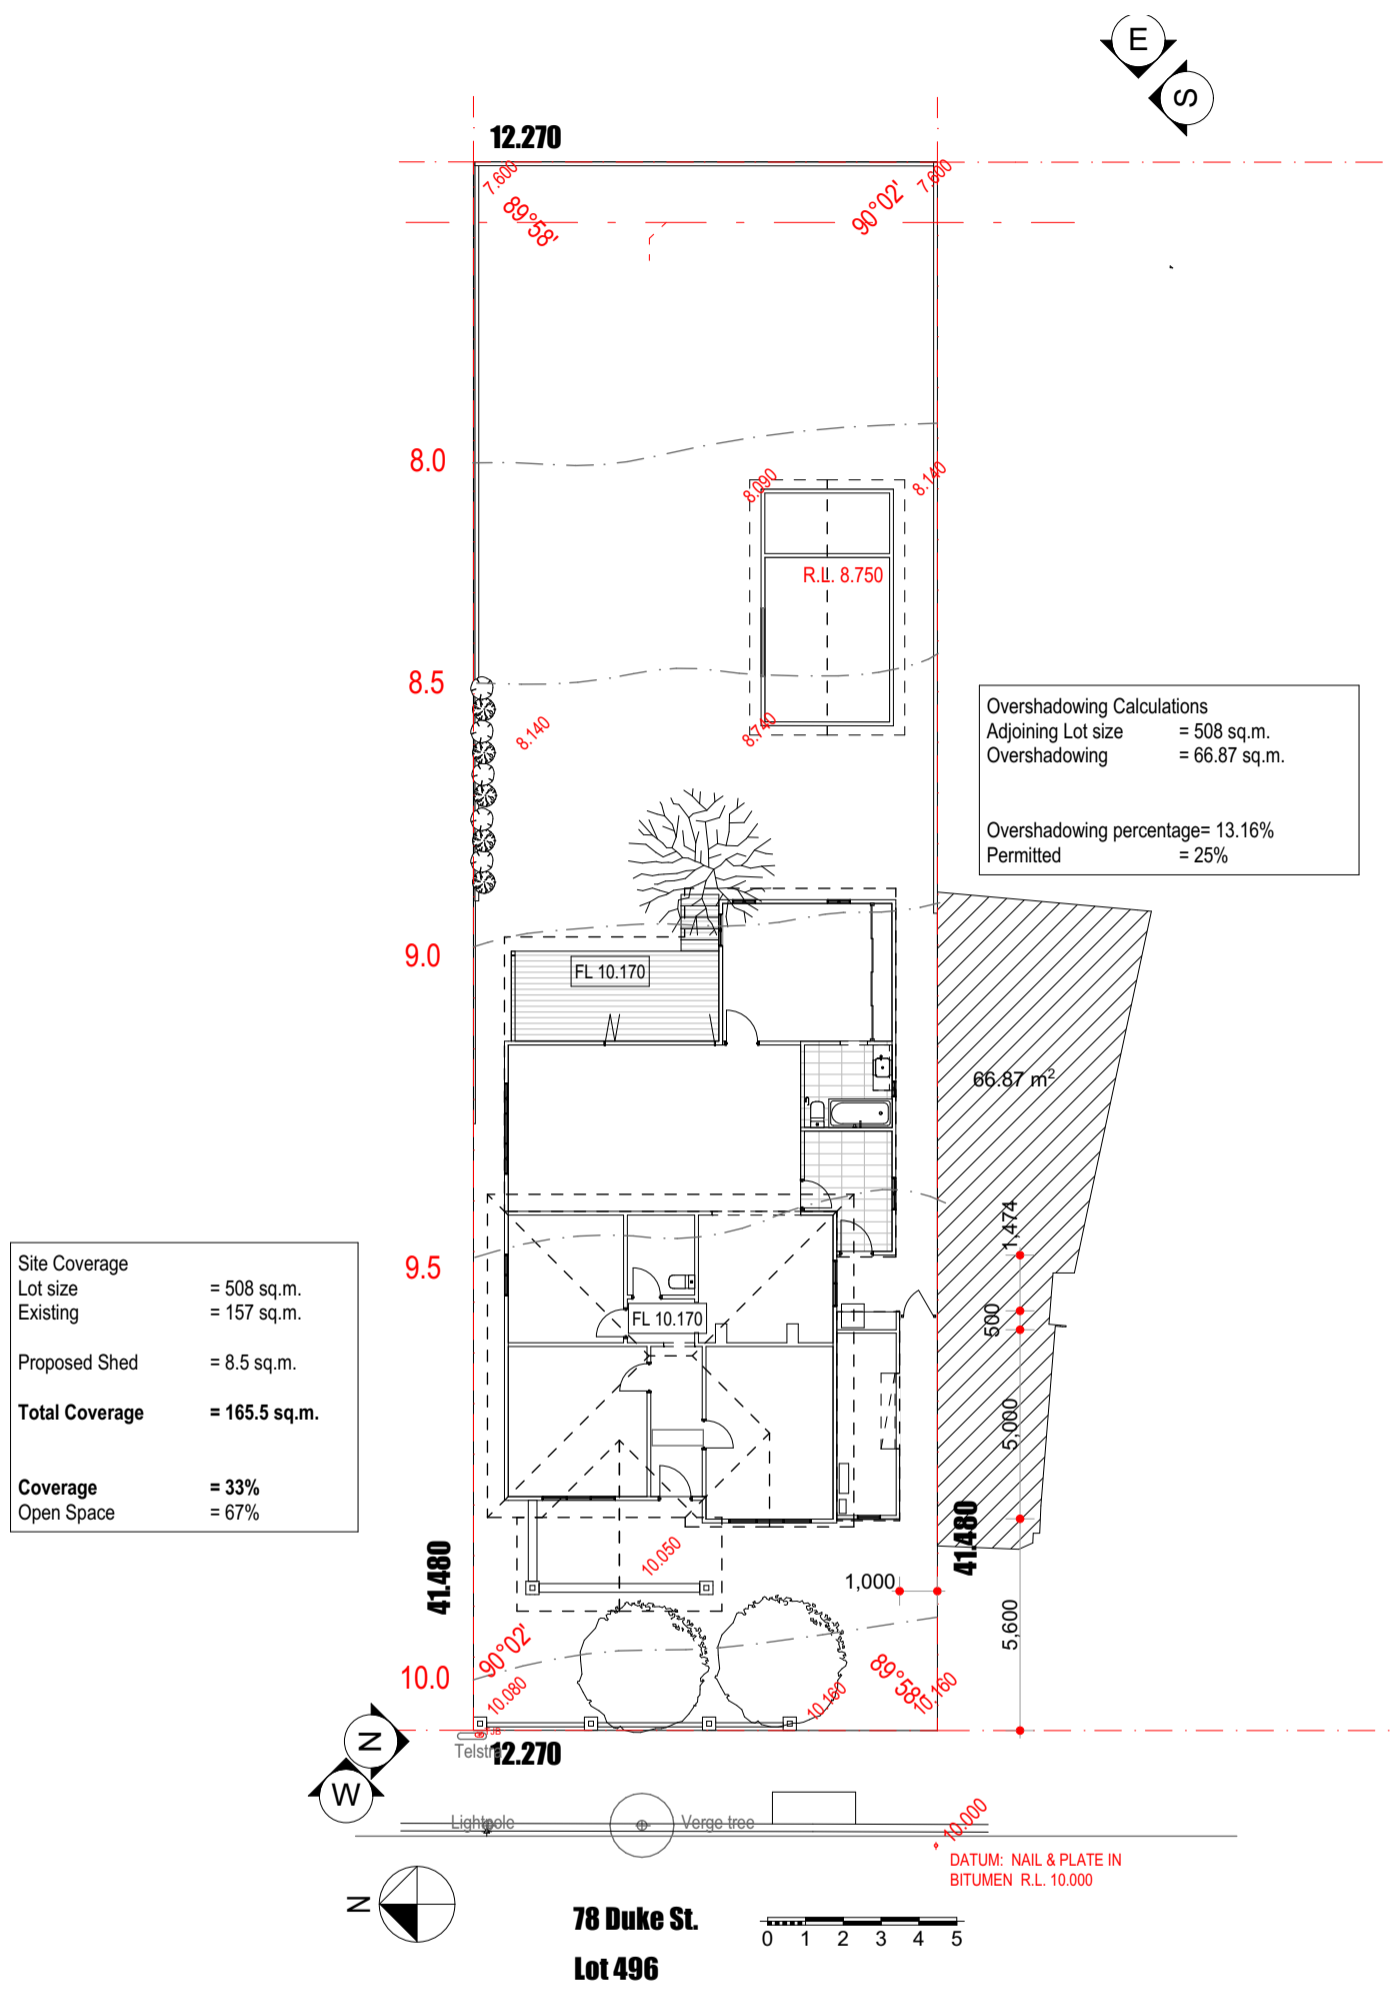 E
S
12.270
7.600
7.600
89°58'
90°02'
8.0
8.090
8.140
R.L. 8.750
8.5
8.140
8.740
Overshadowing Calculations
Adjoining Lot size = 508 sq.m.
Overshadowing = 66.87 sq.m.
Overshadowing percentage= 13.16%
Permitted = 25%
9.0
FL 10.170
66.87 m²
1,474
9.5
500
FL 10.170
Site Coverage
Lot size = 508 sq.m.
Existing = 157 sq.m.
Proposed Shed = 8.5 sq.m.
Total Coverage = 165.5 sq.m.
Coverage = 33%
Open Space = 67%
5,000
41.480
41.480
10.050
1,000
5,600
10.0
90°02'
10.080
89°58'
10.160
10.160
N
W
Telstra
12.270
Lightpole
Verge tree
10.000
DATUM: NAIL & PLATE IN
BITUMEN R.L. 10.000
N
78 Duke St.
Lot 496
0 1 2 3 4 5